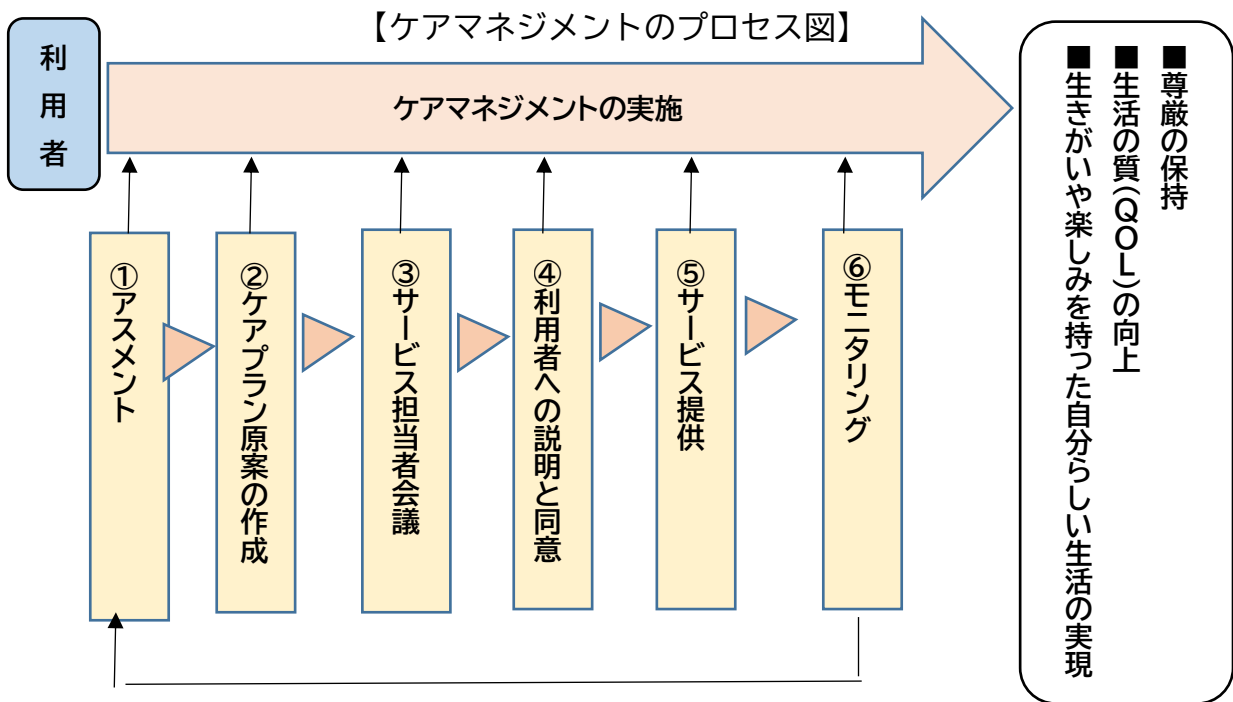 【ケアマネジメントのプロセス図】
利用者
ケアマネジメントの実施
①アスメント
②ケアプラン原案の作成
③サービス担当者会議
④利用者への説明と同意
⑤サービス提供
⑥モニタリング
■尊厳の保持
■生活の質(QOL)の向上
■生きがいや楽しみを持った自分らしい生活の実現